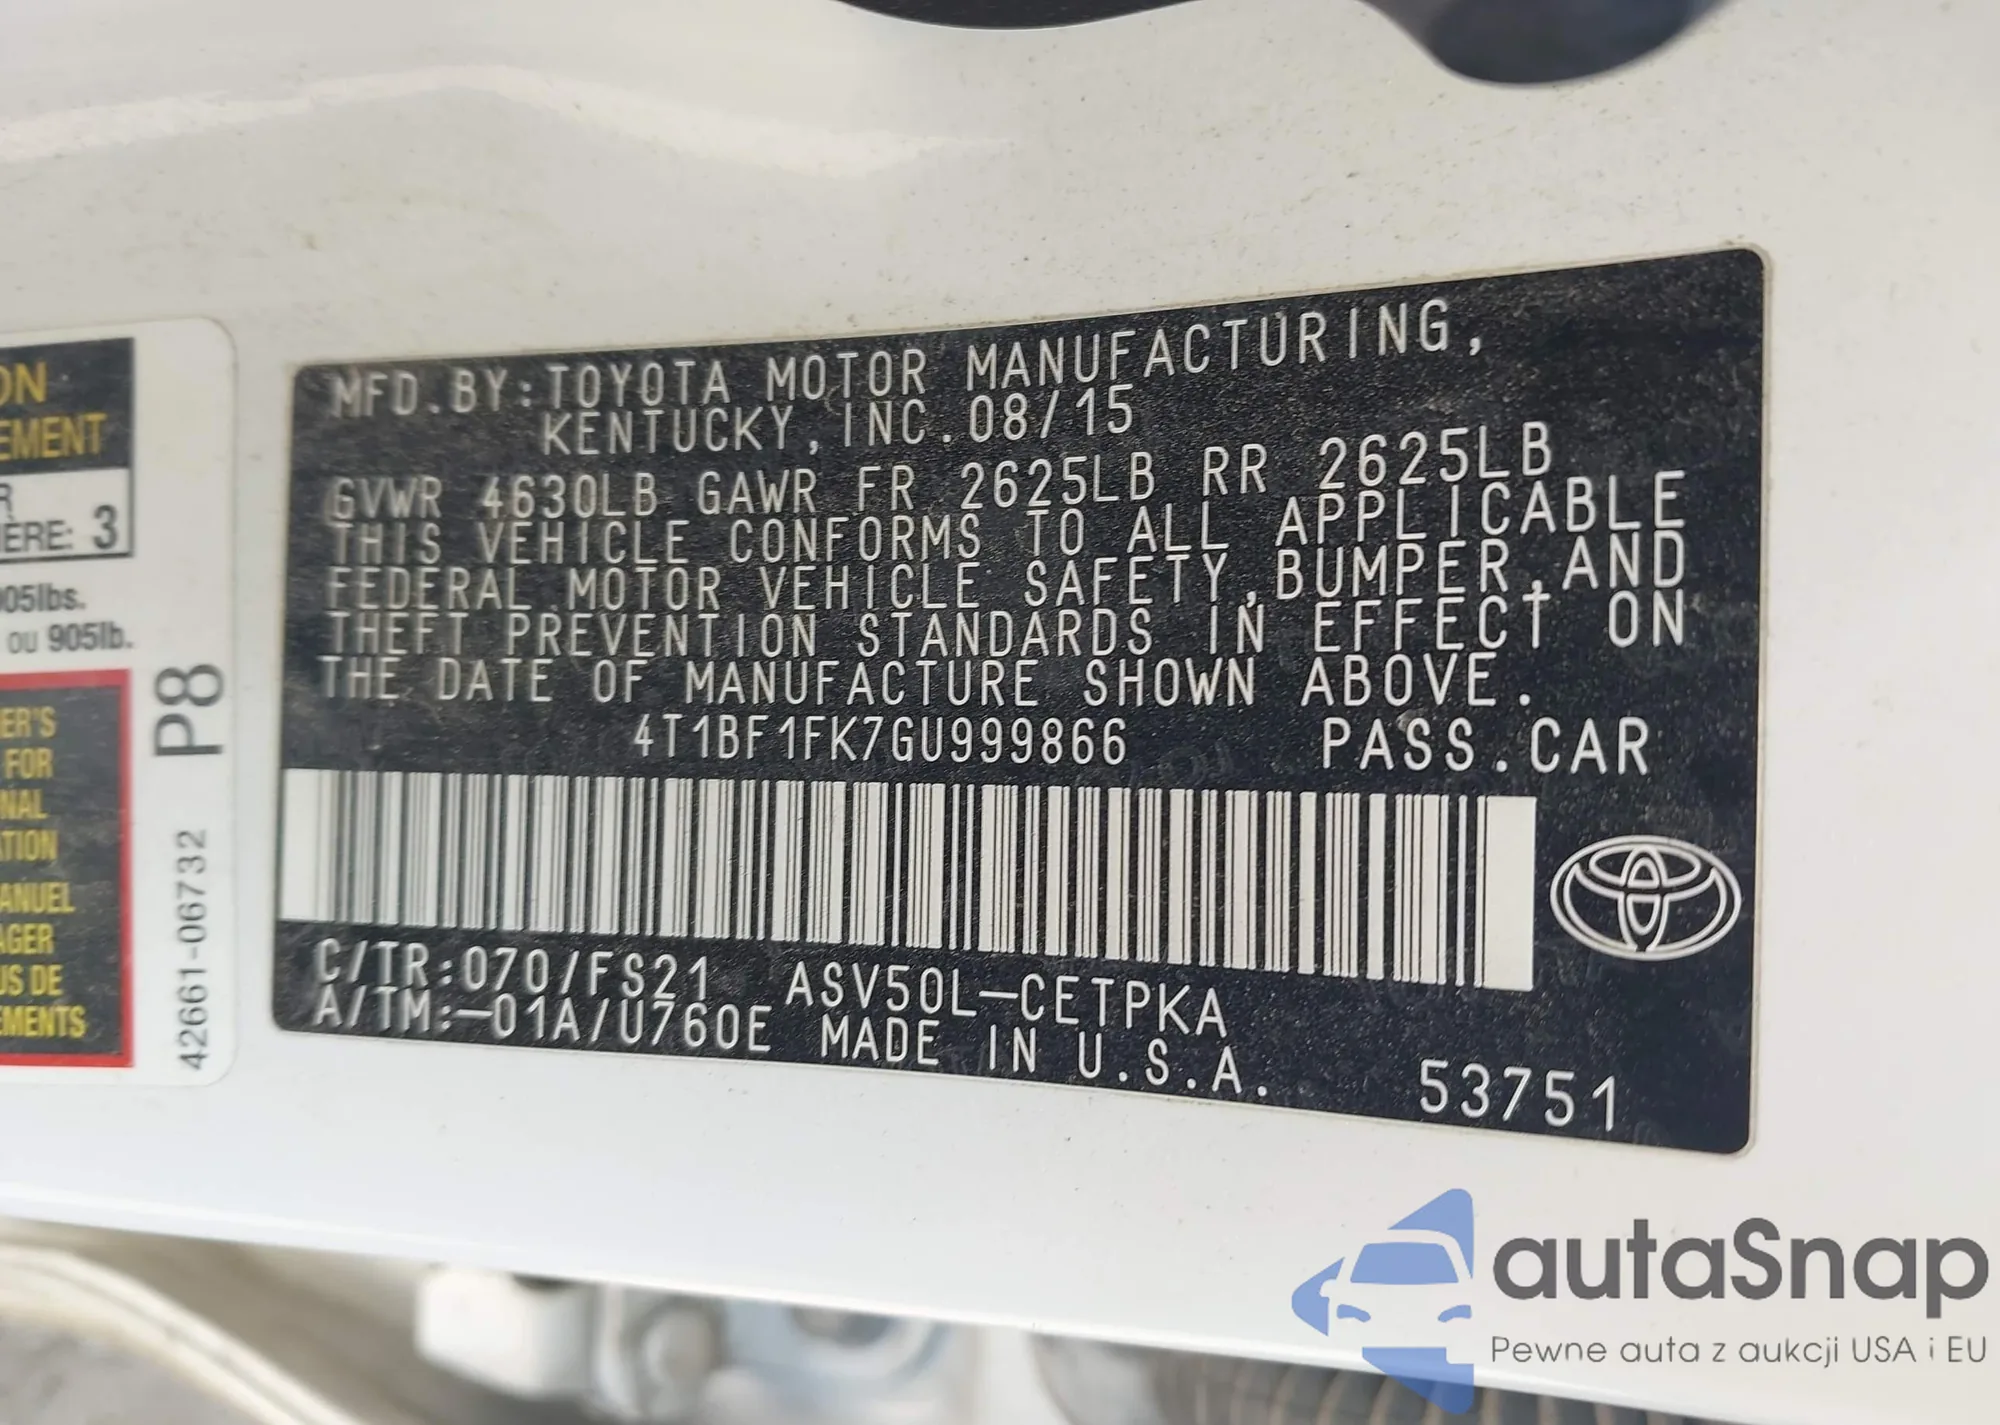 ON
EMENT
R
IÈRE: 3
905lbs.
ou 905lb.
ER'S
FOR
NAL
ATION
ANUEL
AGER
US DE
EMENTS
P8
42661-06732
MFD.BY:TOYOTA MOTOR MANUFACTURING,
KENTUCKY,INC.08/15
GVWR 4630LB GAWR FR 2625LB RR 2625LB
THIS VEHICLE CONFORMS TO ALL APPLICABLE
FEDERAL MOTOR VEHICLE SAFETY,BUMPER,AND
THEFT PREVENTION STANDARDS IN EFFECT ON
THE DATE OF MANUFACTURE SHOWN ABOVE.
4T1BF1FK7GU999866 PASS.CAR
C/TR:070/FS21 ASV50L-CETPKA
A/TM:-01A/U760E MADE IN U.S.A.
53751
autaSnap
Pewne auta z aukcji USA i EU